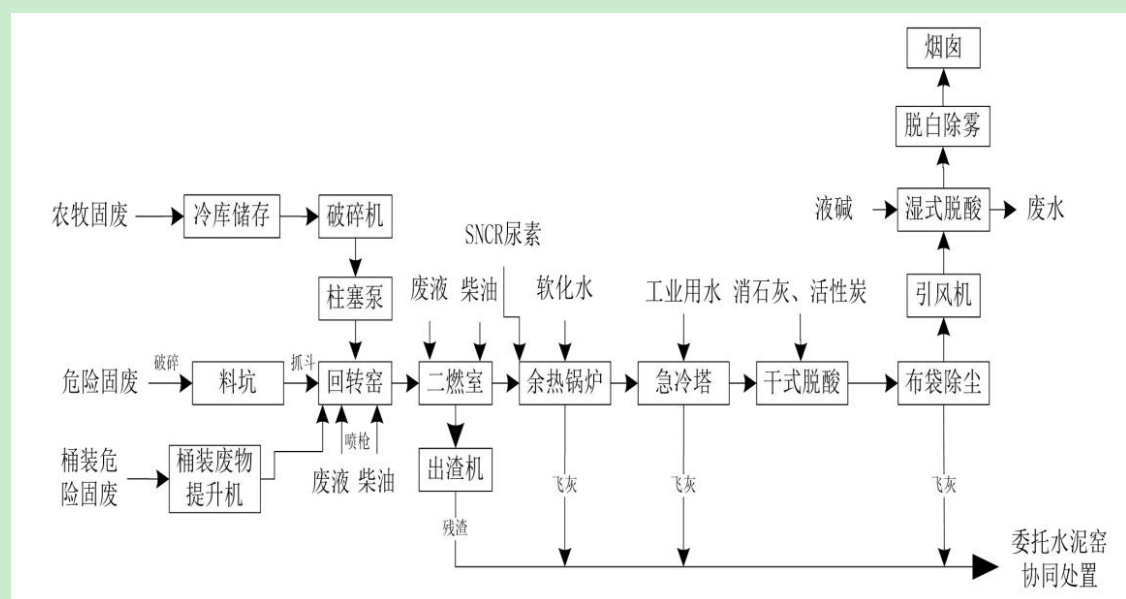 烟囱
脱白除雾
农牧固废
冷库储存
破碎机
液碱
湿式脱酸
废水
SNCR尿素
柱塞泵
废液
柴油
软化水
工业用水
消石灰、活性炭
引风机
危险固废
破碎
料坑
抓斗
回转窑
二燃室
余热锅炉
急冷塔
干式脱酸
布袋除尘
桶装危
险固废
桶装废物
提升机
喷枪
废液
柴油
出渣机
飞灰
飞灰
飞灰
残渣
委托水泥窑
协同处置